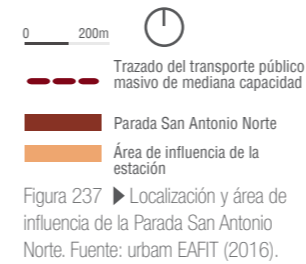 0 200m
Trazado del transporte público
masivo de mediana capacidad
Parada San Antonio Norte
Área de influencia de la
estación
Figura 237 ▶ Localización y área de
influencia de la Parada San Antonio
Norte. Fuente: urbam EAFIT (2016).